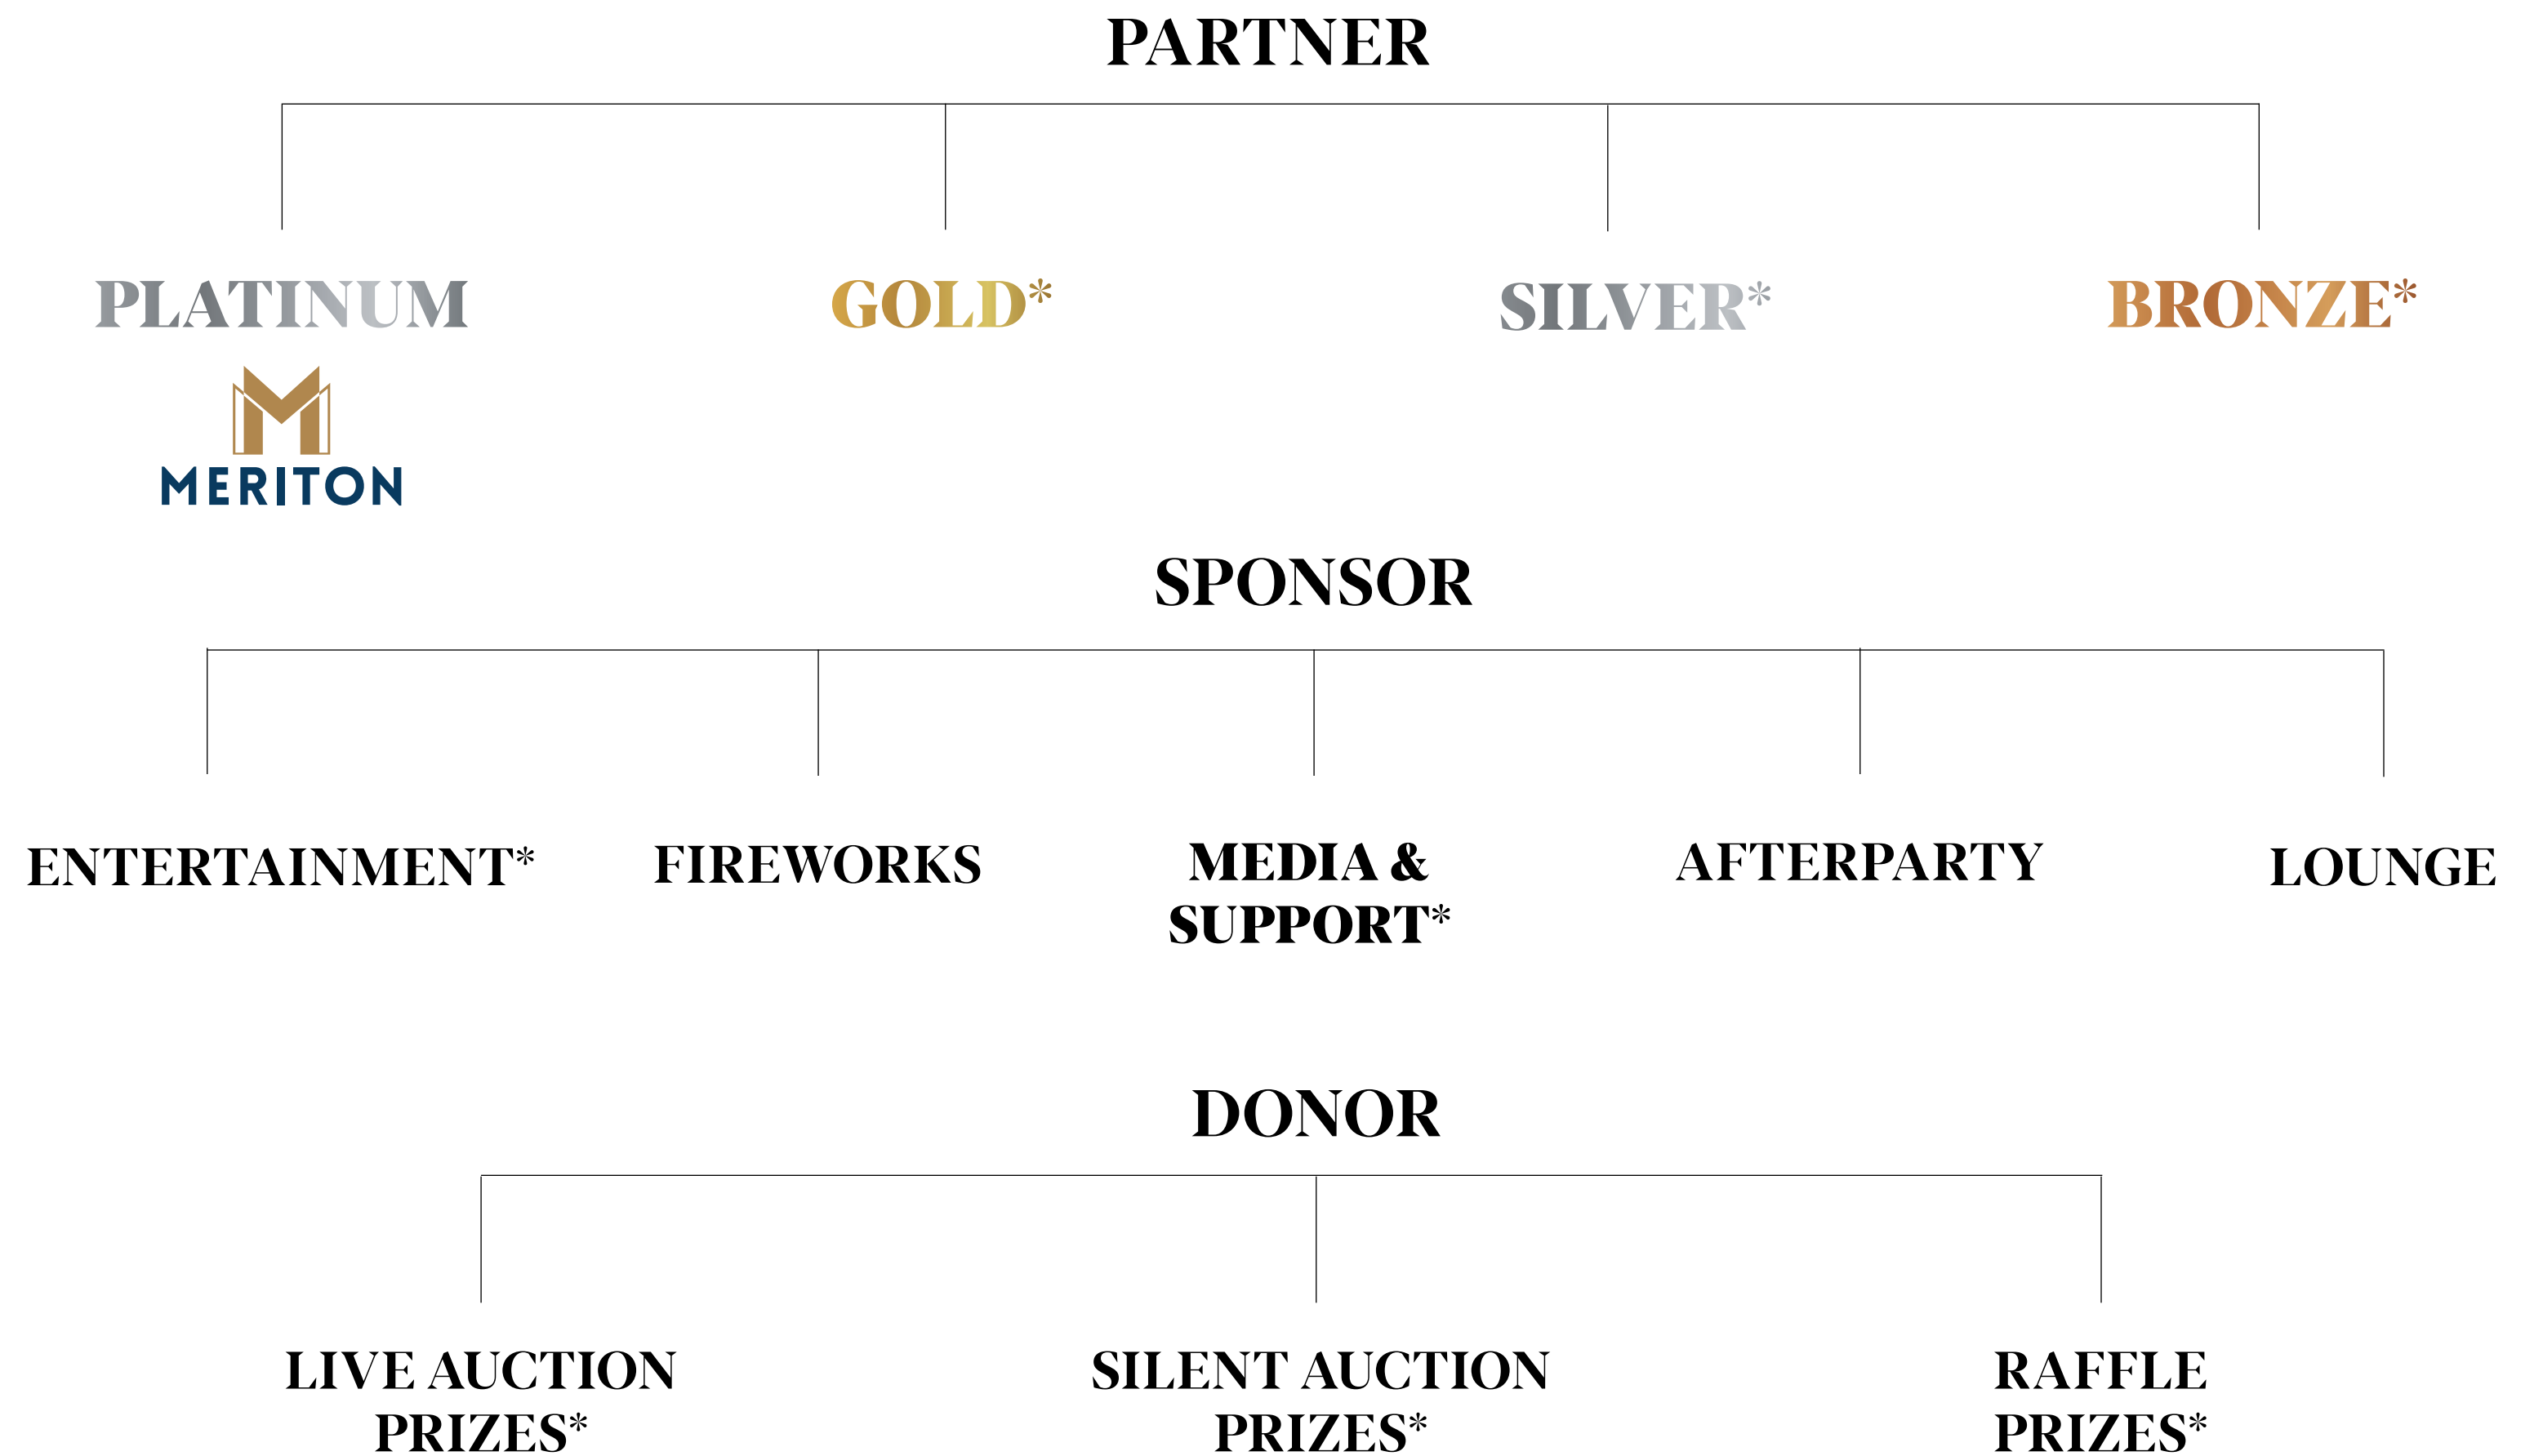 PARTNER
PLATINUM
GOLD*
SILVER*
BRONZE*
MERITON
SPONSOR
ENTERTAINMENT*
FIREWORKS
MEDIA &
SUPPORT*
AFTERPARTY
LOUNGE
DONOR
LIVE AUCTION
PRIZES*
SILENT AUCTION
PRIZES*
RAFFLE
PRIZES*